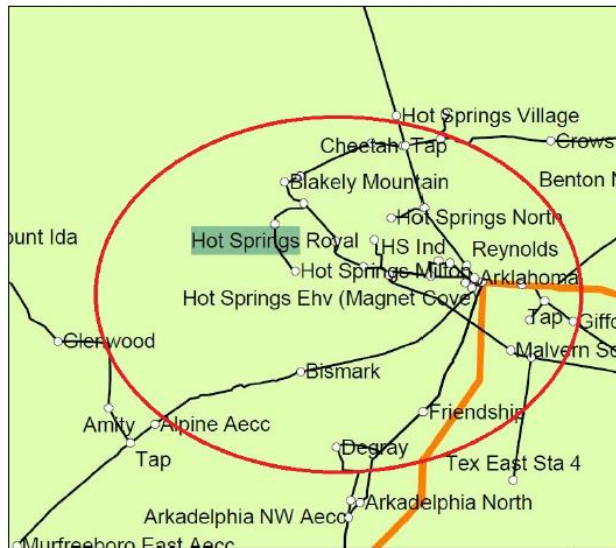 Hot Springs Village
Cheetah Tap
Crows
Blakely Mountain
Benton N
Hot Springs North
Hot Springs Royal
ount Ida
HS Ind
Reynolds
Hot Springs Milton
Arklahoma
Hot Springs Ehv (Magnet Cove)
Tap
Giffo
Glenwood
Malvern So
Bismark
Friendship
Amity
Alpine Aecc
Degray
Tap
Tex East Sta 4
Arkadelphia North
Arkadelphia NW Aecc
Murfreeboro East Aecc